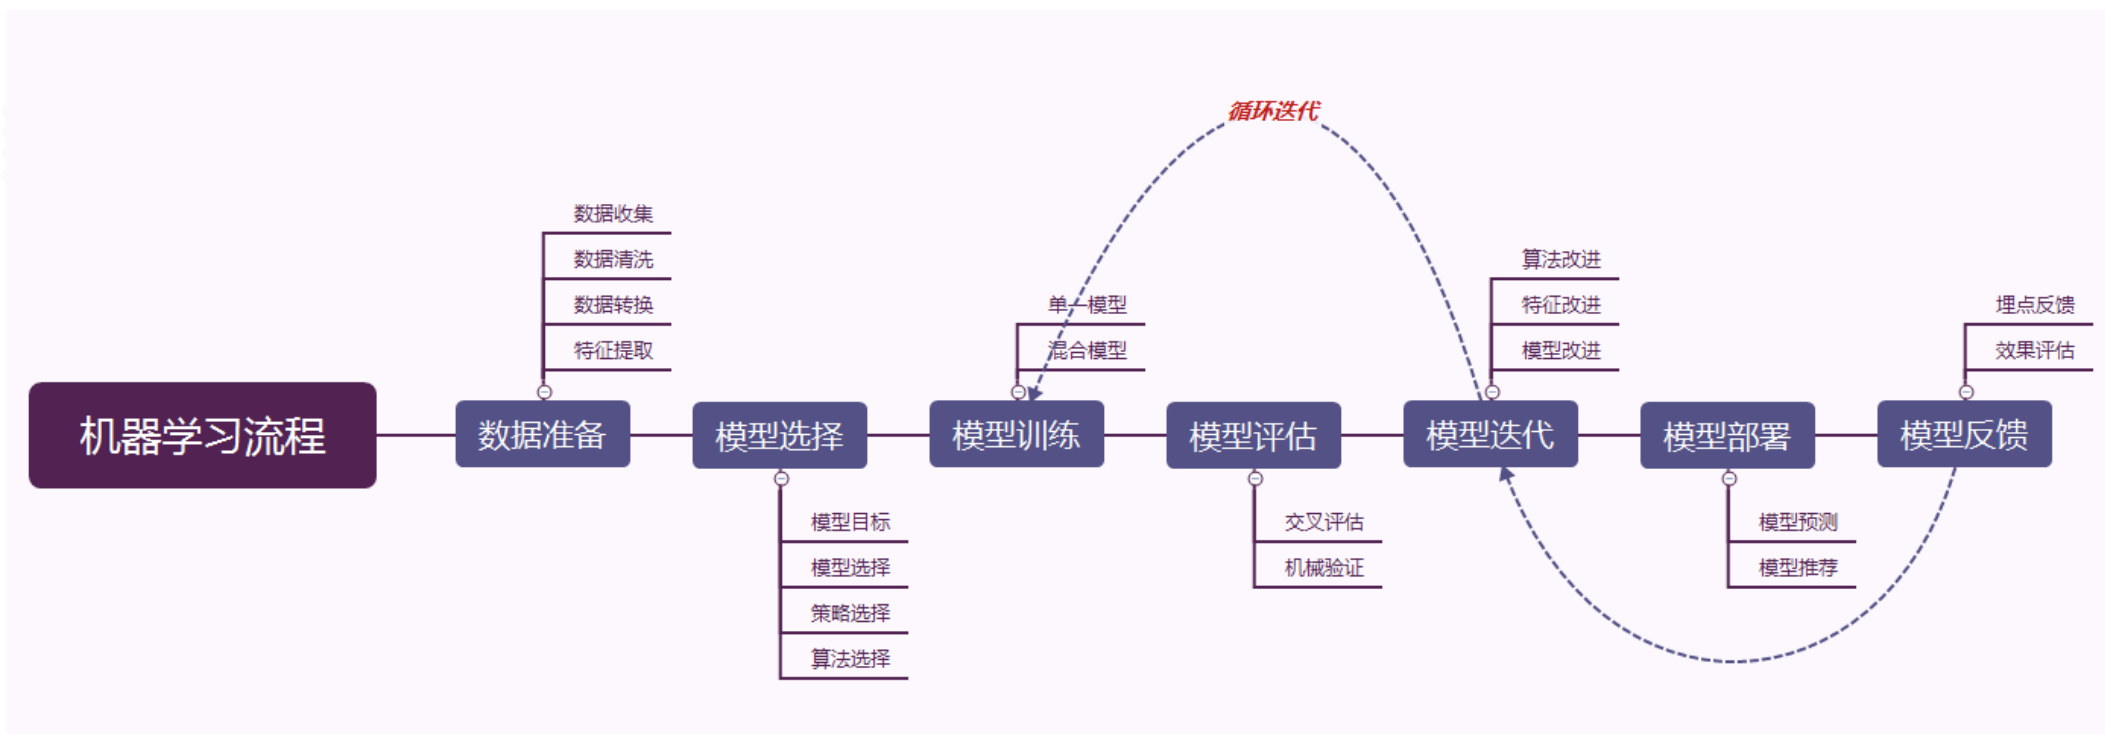 循环迭代
数据收集
数据清洗
数据转换
特征提取
单一模型
混合模型
算法改进
特征改进
模型改进
埋点反馈
效果评估
机器学习流程
数据准备
模型选择
模型训练
模型评估
模型迭代
模型部署
模型反馈
模型目标
模型选择
策略选择
算法选择
交叉评估
机械验证
模型预测
模型推荐